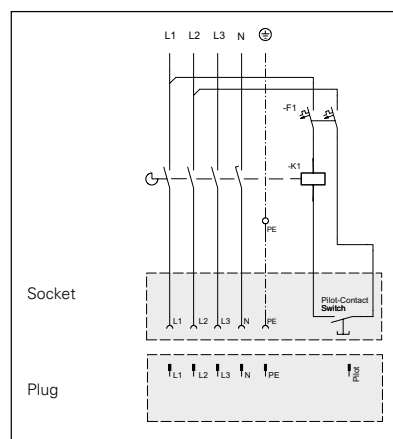 L1 L2 L3 N
-F1
-K1
PE
Socket
Pilot-Contact
Switch
L1 L2 L3 N PE
Plug
L1 L2 L3 N PE Pilot